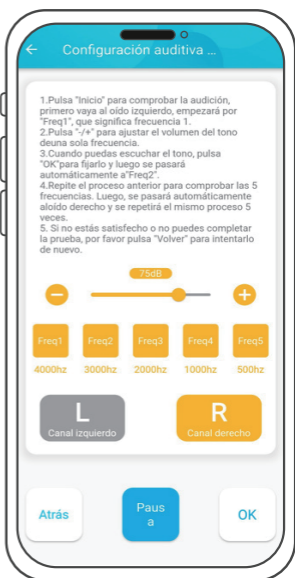 ← Configuración auditiva ...
1.Pulsa "Inicio" para comprobar la audición,
primero vaya al oído izquierdo, empezará por
"Freq1", que significa frecuencia 1.
2.Pulsa "-/+" para ajustar el volumen del tono
deuna sola frecuencia.
3.Cuando puedas escuchar el tono, pulsa
"OK"para fijarlo y luego se pasará
automáticamente a"Freq2".
4.Repite el proceso anterior para comprobar las 5
frecuencias. Luego, se pasará automáticamente
aloído derecho y se repetirá el mismo proceso 5
veces.
5. Si no estás satisfecho o no puedes completar
la prueba, por favor pulsa "Volver" para intentarlo
de nuevo.
75dB
Freq1 Freq2 Freq3 Freq4 Freq5
4000hz 3000hz 2000hz 1000hz 500hz
L R
Canal izquierdo Canal derecho
Atrás Paus OK
a